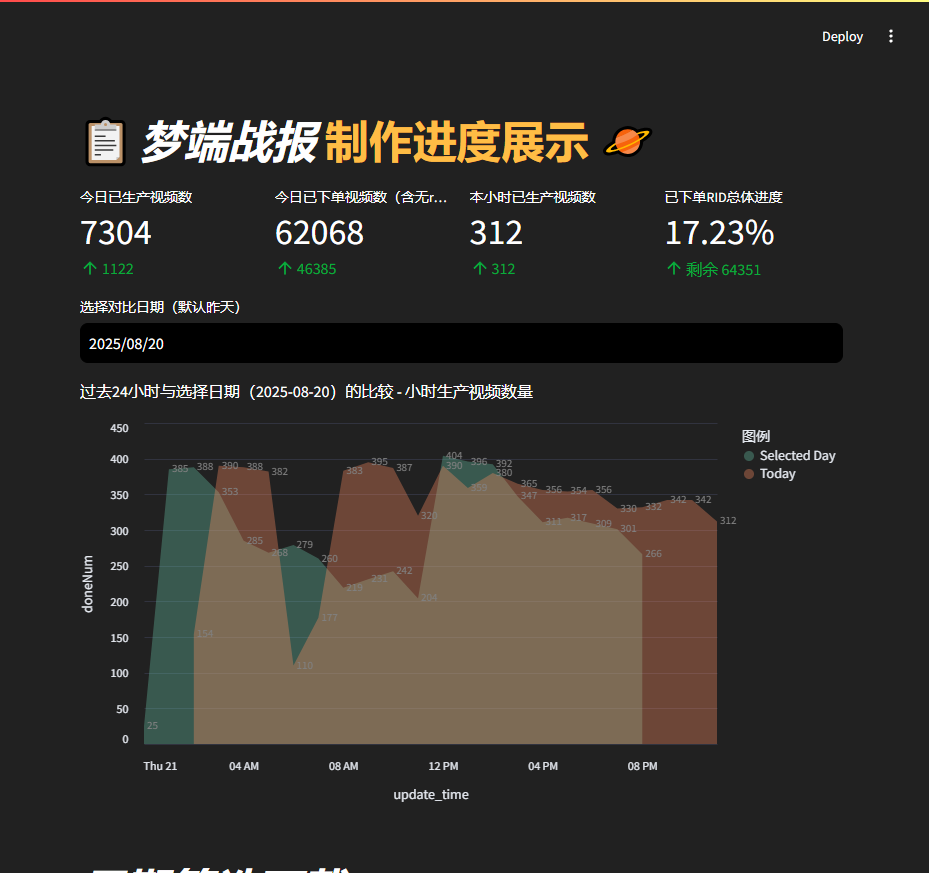 Deploy
梦端战报 制作进度展示
今日已生产视频数
7304
↑ 1122
今日已下单视频数（含无r...
62068
↑ 46385
本小时已生产视频数
312
↑ 312
已下单RID总体进度
17.23%
↑ 剩余 64351
选择对比日期（默认昨天）
2025/08/20
过去24小时与选择日期（2025-08-20）的比较 - 小时生产视频数量
图例
Selected Day
Today
doneNum
450
400
350
300
250
200
150
100
50
0
404
395 390 396 392
385 388 390 388 382 383 387 380
365
353 355 347 356 354 356
320 330 332 342 342
311 317 309 301 312
285 268 279 260 266
219 231 242 204
154 177
110
25
Thu 21 04 AM 08 AM 12 PM 04 PM 08 PM
update_time